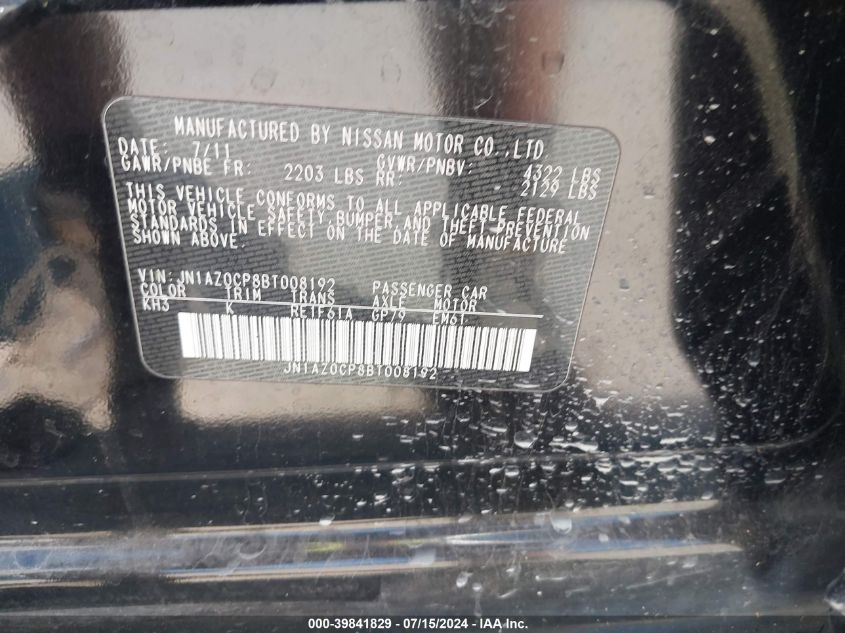 MANUFACTURED BY NISSAN MOTOR CO.,LTD.
DATE: 7/11 GVWR/PNBV: 4322 LBS
GAWR/PNBE FR: 2203 LBS RR: 2129 LBS
THIS VEHICLE CONFORMS TO ALL APPLICABLE FEDERAL
MOTOR VEHICLE SAFETY,BUMPER AND THEFT PREVENTION
STANDARDS IN EFFECT ON THE DATE OF MANUFACTURE
SHOWN ABOVE.
VIN: JN1AZ0CP8BT008192 PASSENGER CAR
COLOR TRIM TRANS AXLE MOTOR
KH3 K RE1F61A GP79 EM61
JN1AZ0CP8BT008192
000-39841829 / 07/15/2024 - IAA Inc.